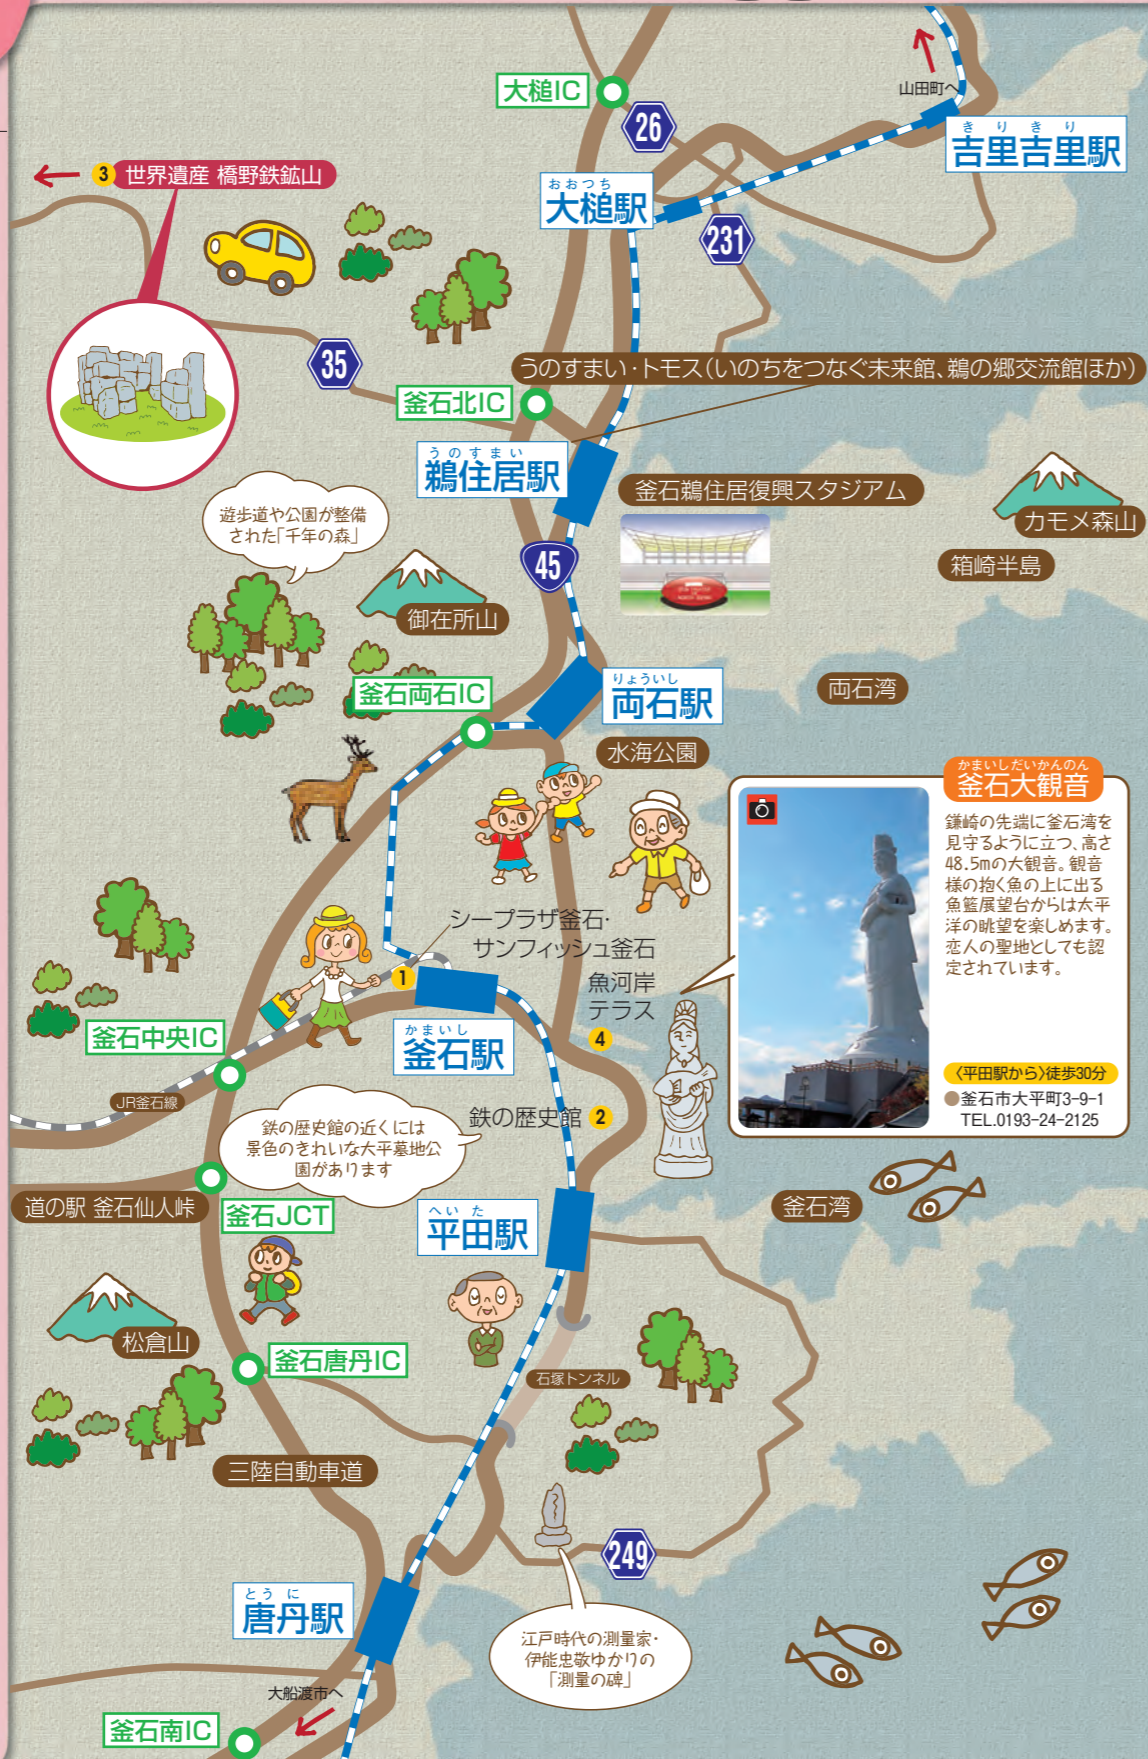 山田町へ
大槌IC
26
きりきり
吉里吉里駅
3 世界遺産 橋野鉄鉱山
おおつち
大槌駅
231
35
うのすまい・トモス(いのちをつなぐ未来館、鵜の郷交流館ほか)
釜石北IC
うのすまい
鵜住居駅
釜石鵜住居復興スタジアム
カモメ森山
遊歩道や公園が整備
された「千年の森」
45
箱崎半島
御在所山
釜石両石IC
りょういし
両石駅
両石湾
水海公園
かまいしだいかんのん
釜石大観音
鎌崎の先端に釜石湾を
見守るように立つ、高さ
48.5mの大観音。観音
様の抱く魚の上に出る
魚籃展望台からは太平
洋の眺望を楽しめます。
恋人の聖地としても認
定されています。
〈平田駅から〉徒歩30分
●釜石市大平町3-9-1
TEL.0193-24-2125
シープラザ釜石・
サンフィッシュ釜石
1
魚河岸
テラス
4
釜石中央IC
かまいし
釜石駅
JR釜石線
鉄の歴史館の近くには
景色のきれいな大平墓地公
園があります
鉄の歴史館 2
道の駅 釜石仙人峠
釜石JCT
へいた
平田駅
釜石湾
松倉山
釜石唐丹IC
石塚トンネル
三陸自動車道
249
とうに
唐丹駅
江戸時代の測量家・
伊能忠敬ゆかりの
「測量の碑」
大船渡市へ
釜石南IC